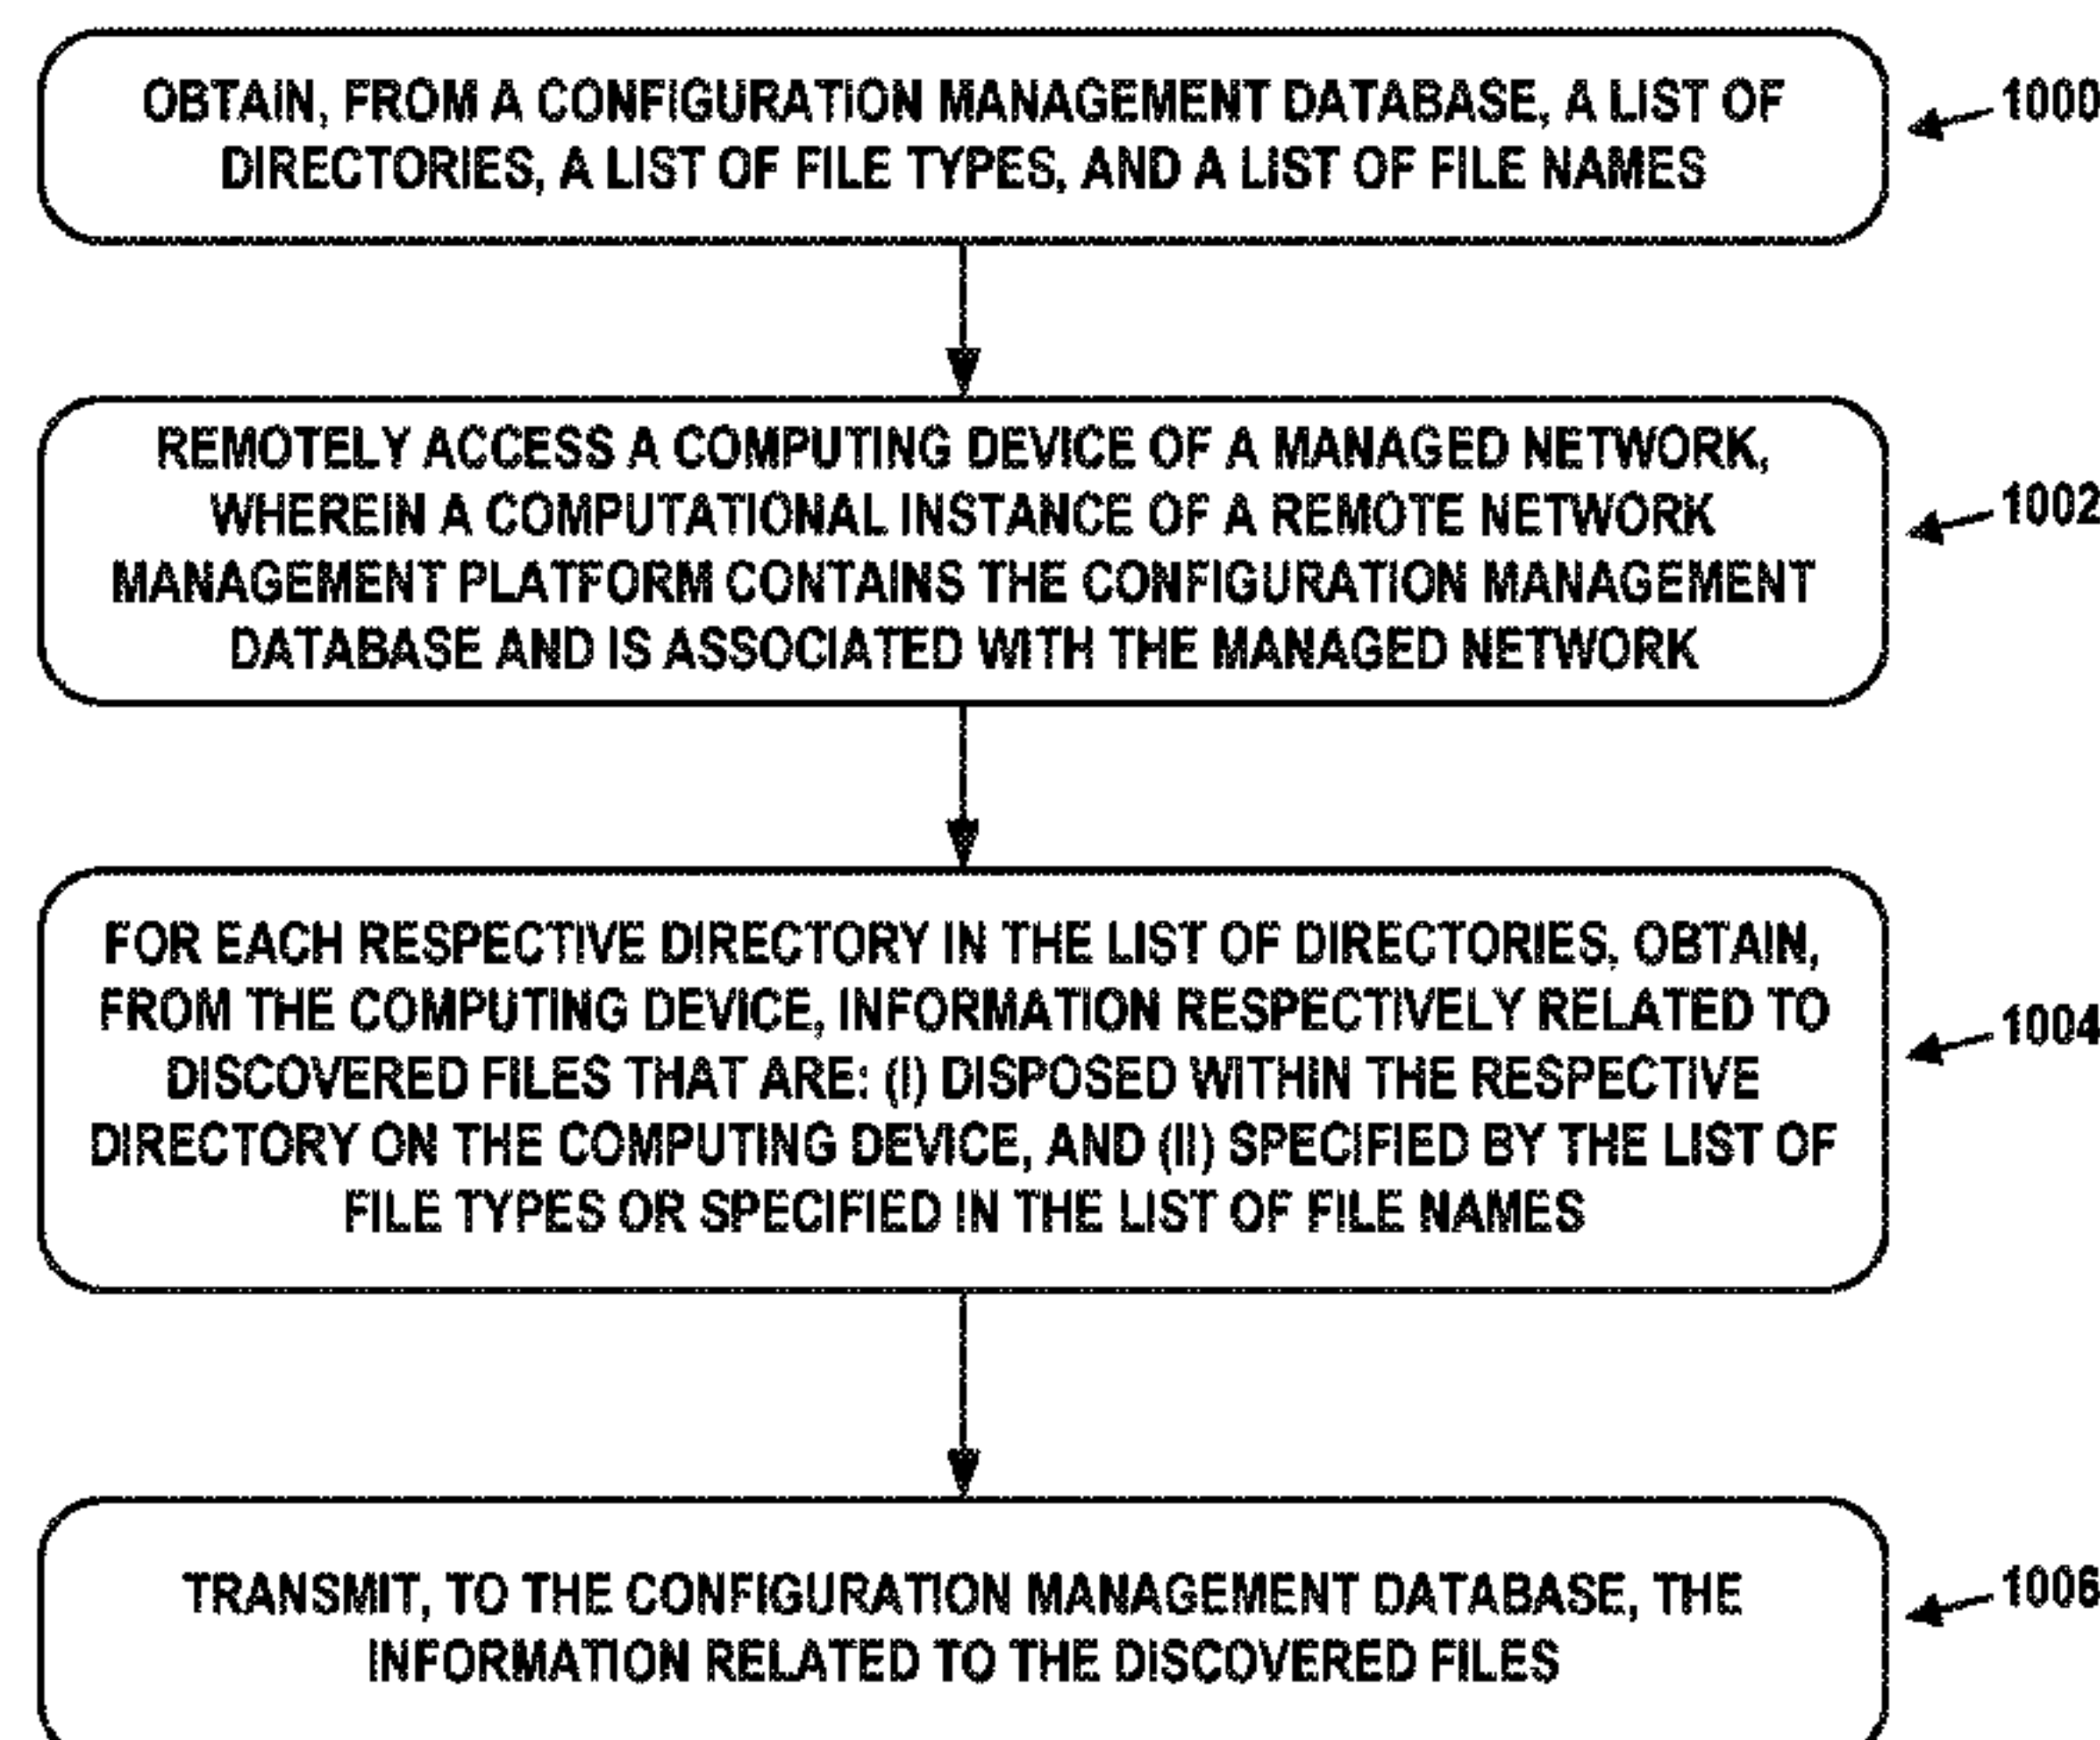 OBTAIN, FROM A CONFIGURATION MANAGEMENT DATABASE, A LIST OF
DIRECTORIES, A LIST OF FILE TYPES, AND A LIST OF FILE NAMES
1000
REMOTELY ACCESS A COMPUTING DEVICE OF A MANAGED NETWORK,
WHEREIN A COMPUTATIONAL INSTANCE OF A REMOTE NETWORK
MANAGEMENT PLATFORM CONTAINS THE CONFIGURATION MANAGEMENT
DATABASE AND IS ASSOCIATED WITH THE MANAGED NETWORK
1002
FOR EACH RESPECTIVE DIRECTORY IN THE LIST OF DIRECTORIES, OBTAIN,
FROM THE COMPUTING DEVICE, INFORMATION RESPECTIVELY RELATED TO
DISCOVERED FILES THAT ARE: (I) DISPOSED WITHIN THE RESPECTIVE
DIRECTORY ON THE COMPUTING DEVICE, AND (II) SPECIFIED BY THE LIST OF
FILE TYPES OR SPECIFIED IN THE LIST OF FILE NAMES
1004
TRANSMIT, TO THE CONFIGURATION MANAGEMENT DATABASE, THE
INFORMATION RELATED TO THE DISCOVERED FILES
1006